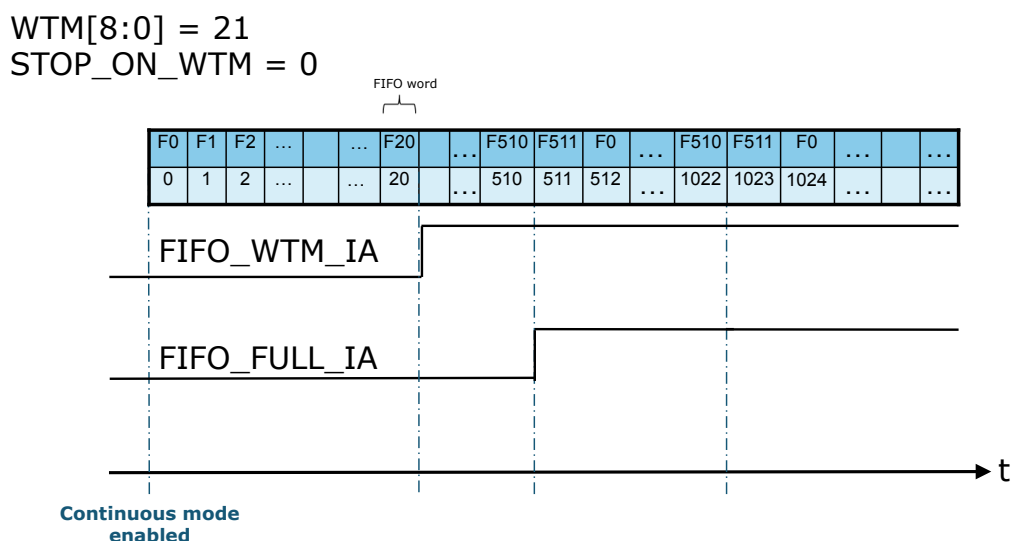 WTM[8:0] = 21
STOP_ON_WTM = 0
FIFO word
F0 F1 F2 ... ... F20 ... F510 F511 F0 ... F510 F511 F0 ... ...
0 1 2 ... ... 20 ... 510 511 512 ... 1022 1023 1024 ... ...
FIFO_WTM_IA
FIFO_FULL_IA
t
Continuous mode
enabled